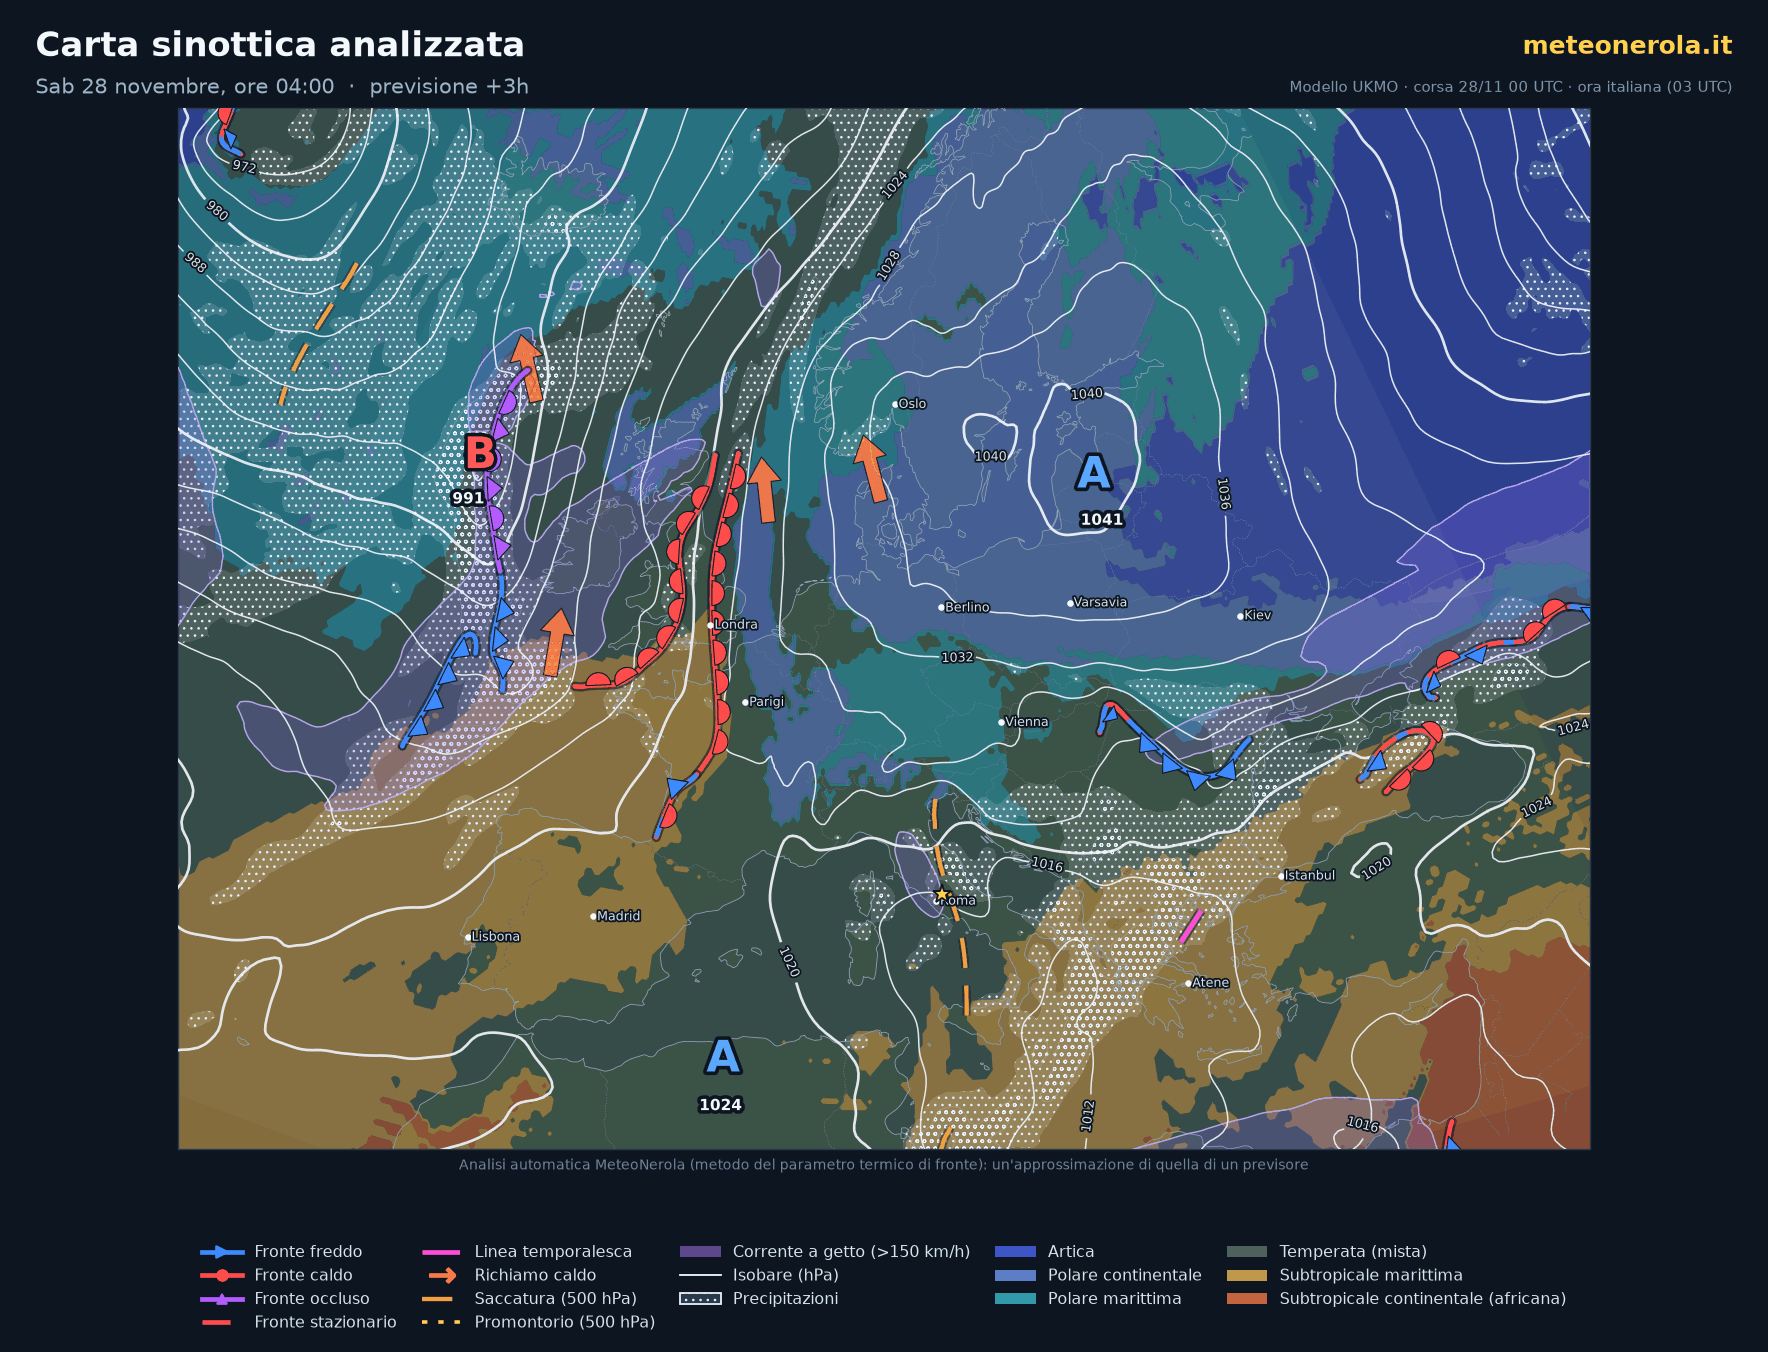 Carta sinottica analizzata
meteonerola.it
Sab 28 novembre, ore 04:00 · previsione +3h
Modello UKMO · corsa 28/11 00 UTC · ora italiana (03 UTC)
972
980
988
1024
1028
1040
Oslo
1040
B
991
A
1041
1036
Berlino
Varsavia
Kiev
Londra
1032
Parigi
Vienna
1024
1024
1016
1020
Istanbul
Roma
Madrid
Lisbona
1020
Atene
A
1024
1012
1016
Analisi automatica MeteoNerola (metodo del parametro termico di fronte): un'approssimazione di quella di un previsore
Fronte freddo
Fronte caldo
Fronte occluso
Fronte stazionario
Linea temporalesca
Richiamo caldo
Saccatura (500 hPa)
Promontorio (500 hPa)
Corrente a getto (>150 km/h)
Isobare (hPa)
Precipitazioni
Artica
Polare continentale
Polare marittima
Temperata (mista)
Subtropicale marittima
Subtropicale continentale (africana)